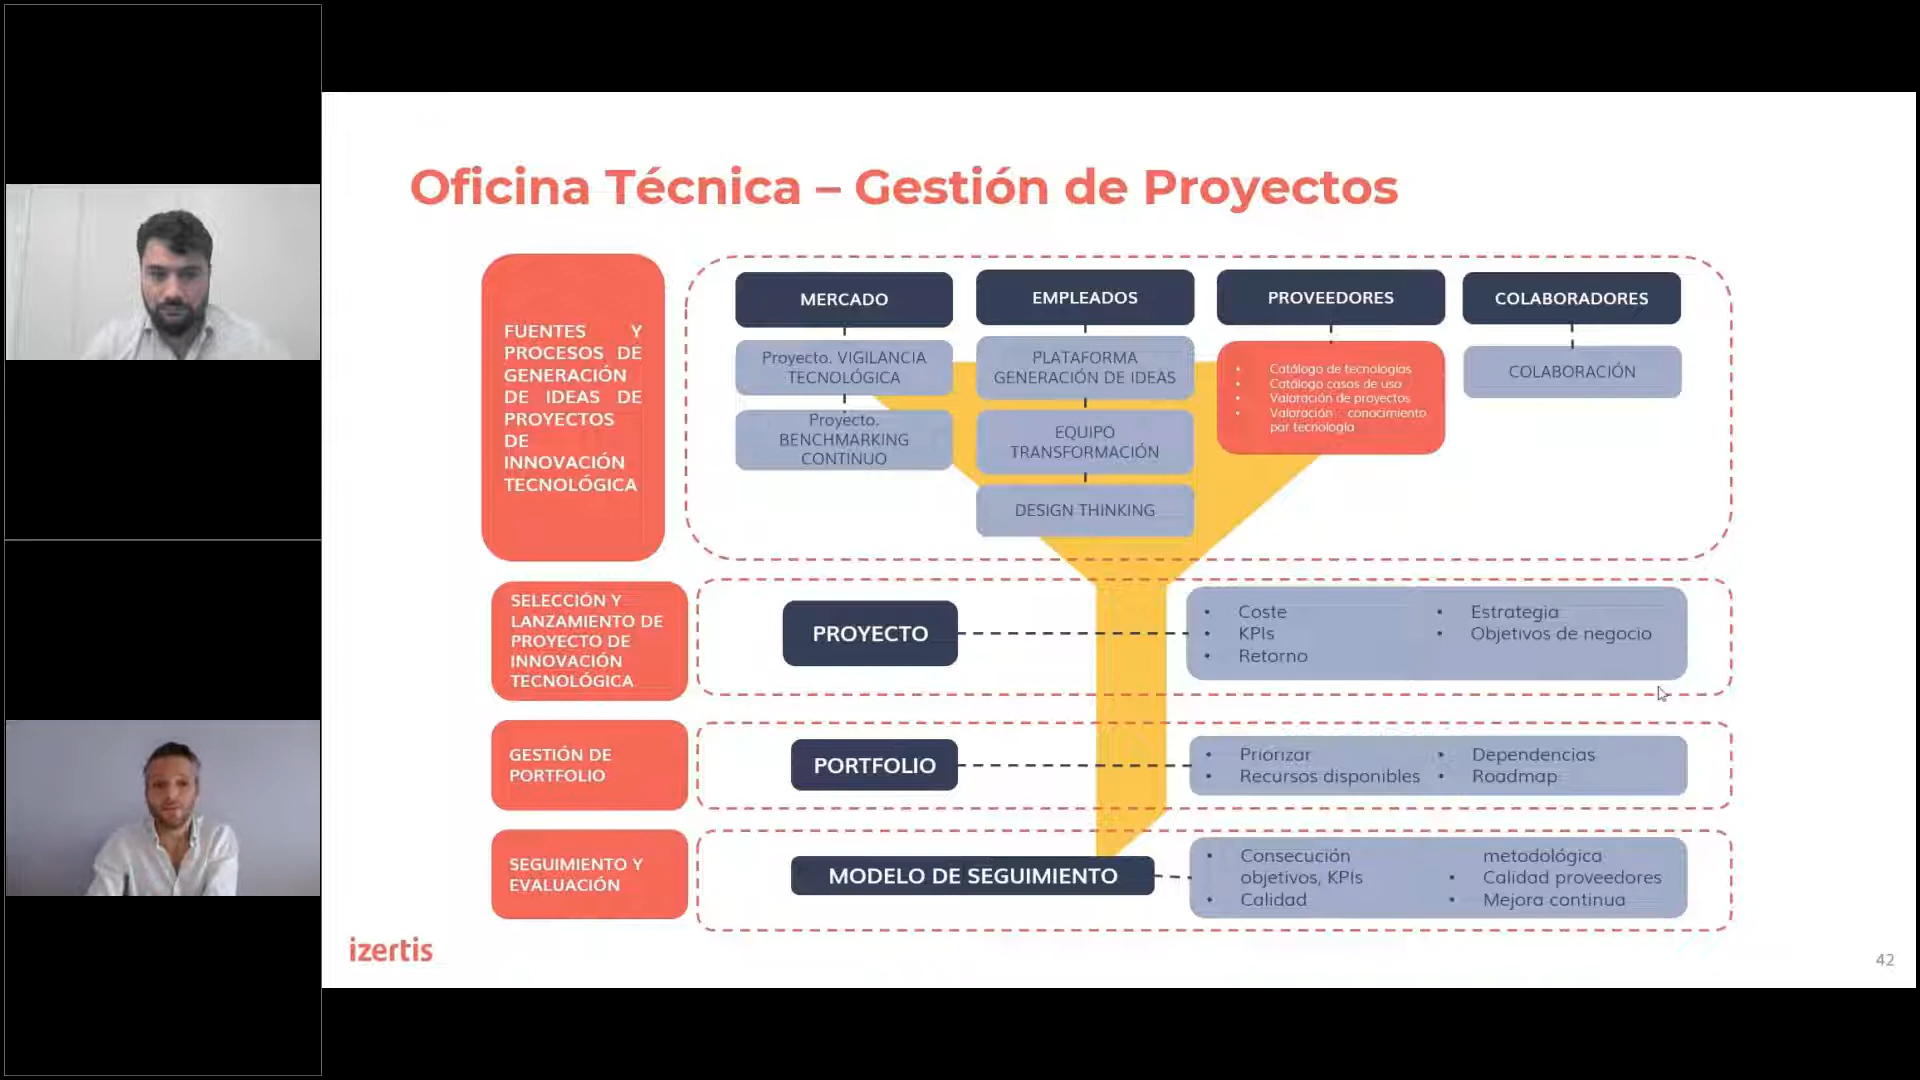 Oficina Técnica – Gestión de Proyectos
FUENTES Y
PROCESOS DE
GENERACIÓN
DE IDEAS DE
PROYECTOS
DE
INNOVACIÓN
TECNOLÓGICA
MERCADO
Proyecto. VIGILANCIA
TECNOLÓGICA
Proyecto.
BENCHMARKING
CONTINUO
EMPLEADOS
PLATAFORMA
GENERACIÓN DE IDEAS
EQUIPO
TRANSFORMACIÓN
DESIGN THINKING
PROVEEDORES
• Catálogo de tecnologías
• Catálogo casos de uso
• Valoración de proyectos
• Valoración conocimiento
por tecnología
COLABORADORES
COLABORACIÓN
SELECCIÓN Y
LANZAMIENTO DE
PROYECTO DE
INNOVACIÓN
TECNOLÓGICA
PROYECTO
• Coste
• KPIs
• Retorno
• Estrategia
• Objetivos de negocio
GESTIÓN DE
PORTFOLIO
PORTFOLIO
• Priorizar
• Recursos disponibles
• Dependencias
• Roadmap
SEGUIMIENTO Y
EVALUACIÓN
MODELO DE SEGUIMIENTO
• Consecución
objetivos, KPIs
• Calidad
metodológica
• Calidad proveedores
• Mejora continua
izertis
42